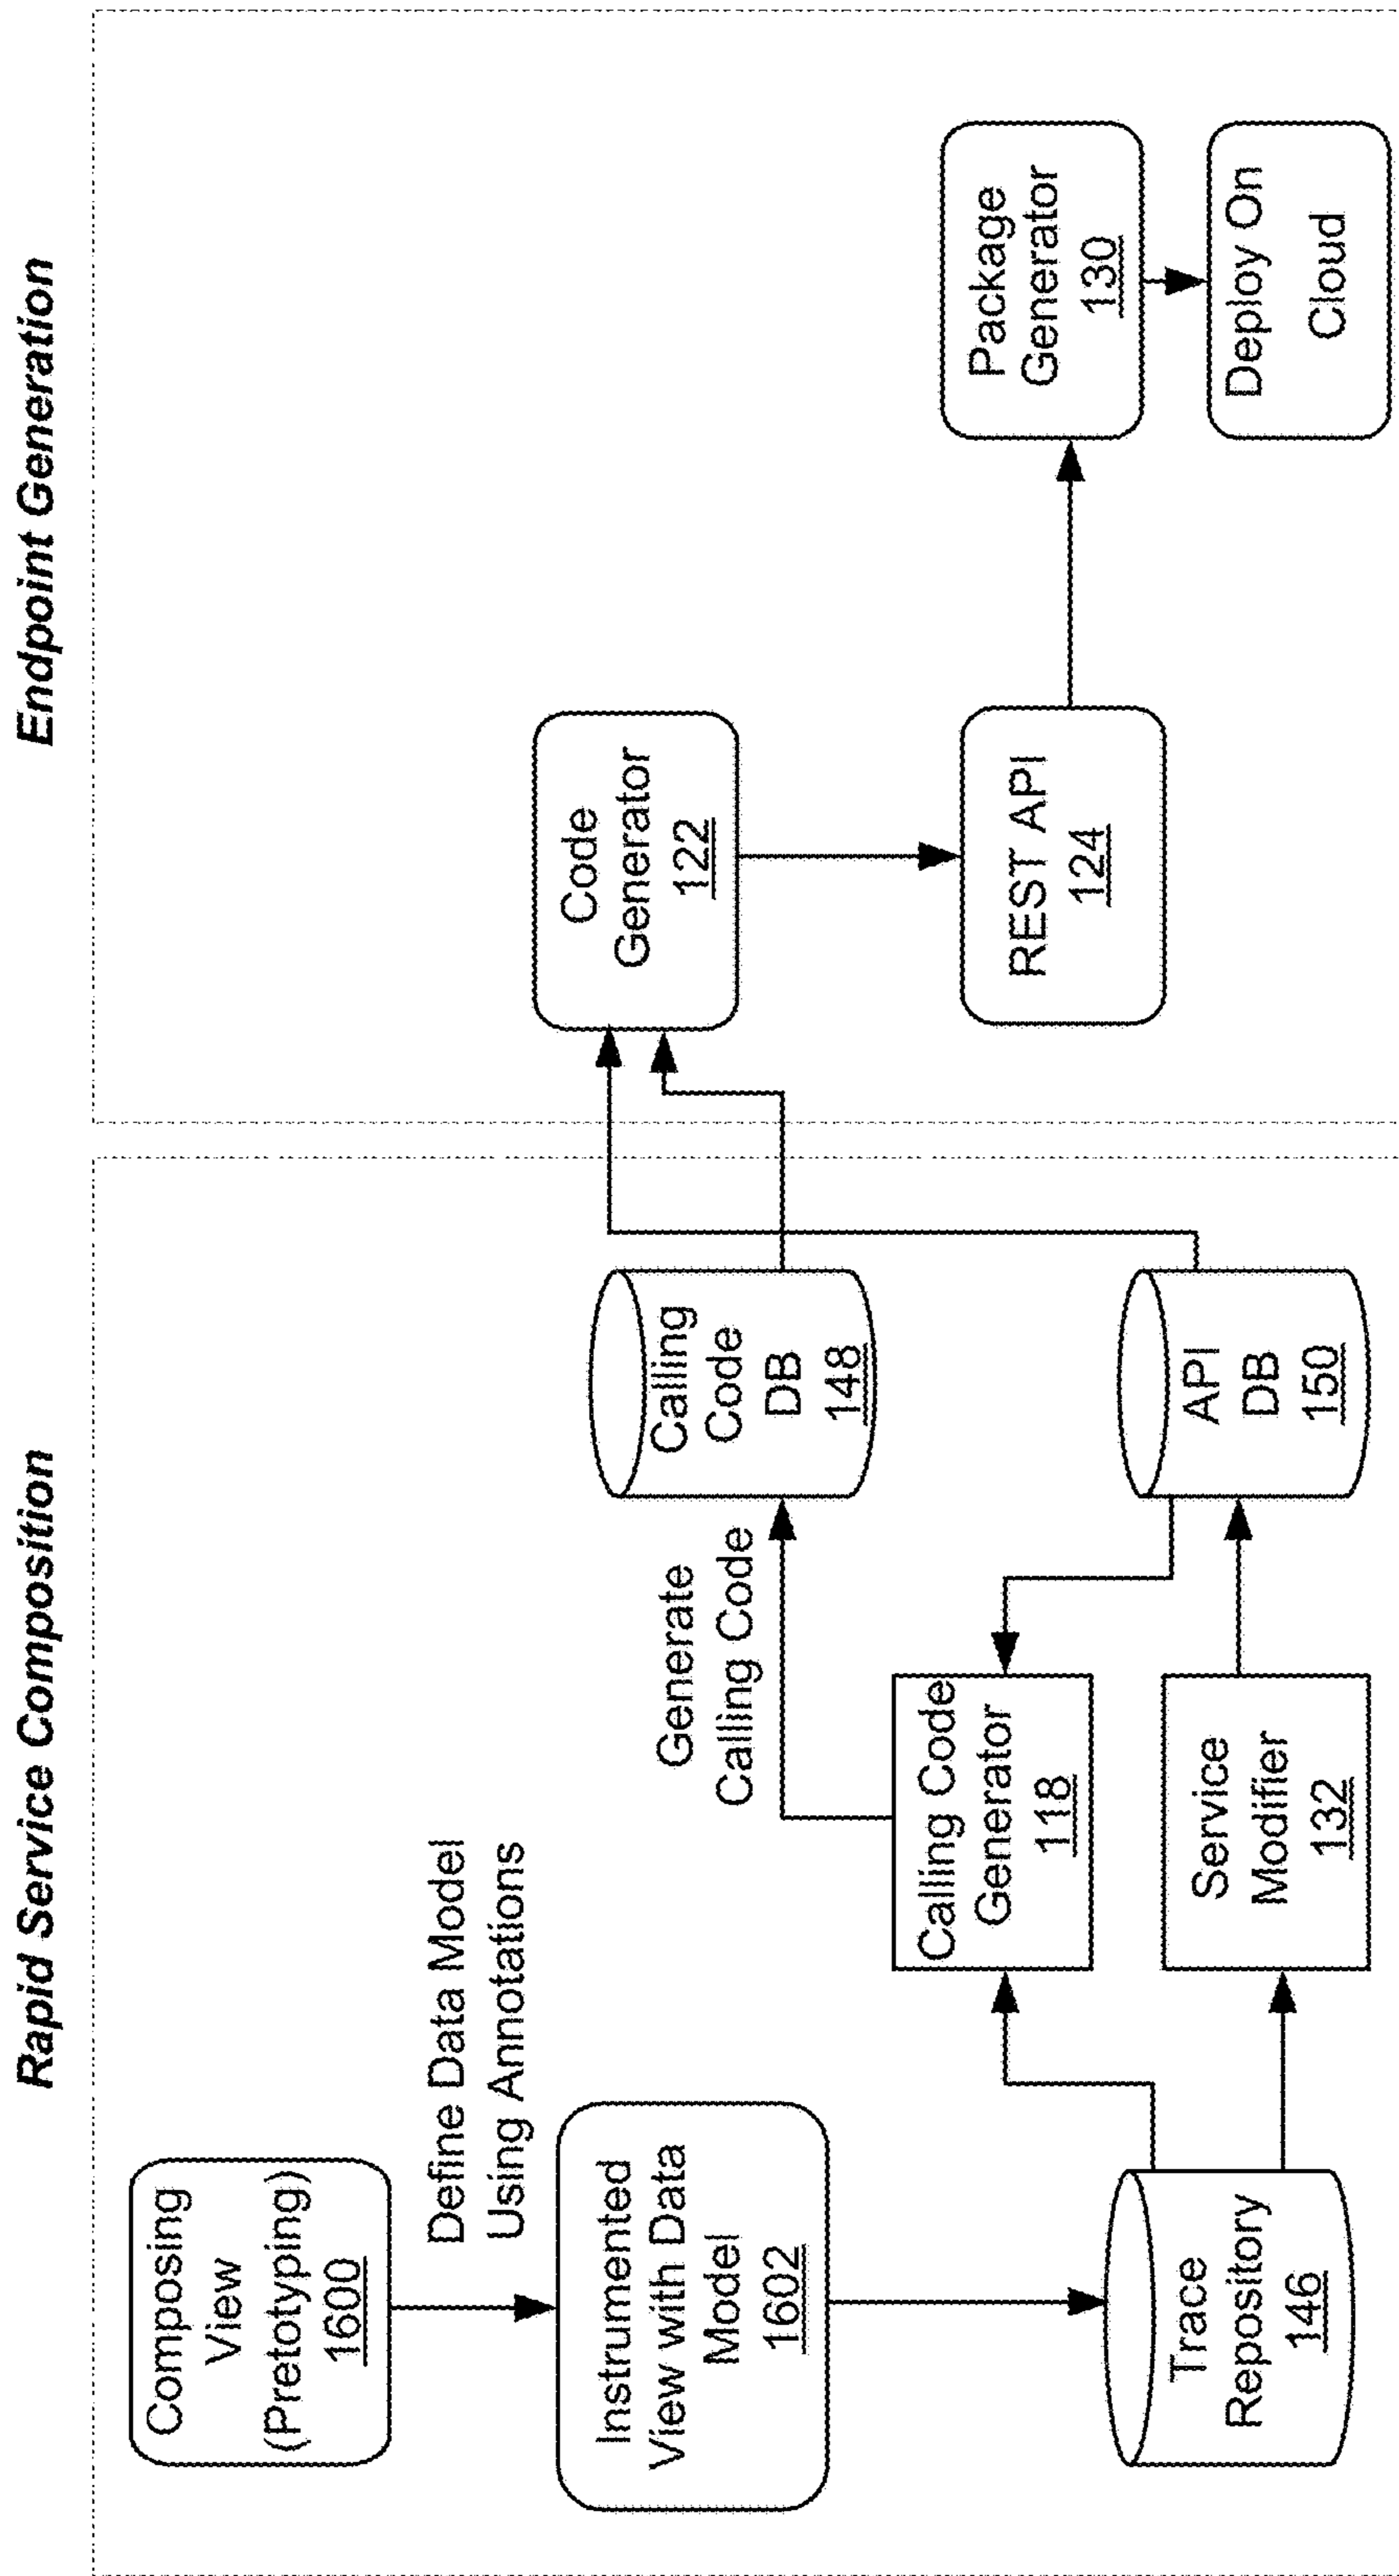 Rapid Service Composition
Composing
View
(Pretotyping)
1600
Define Data Model
Using Annotations
Instrumented
View with Data
Model
1602
Trace
Repository
146
Calling Code
Generator
118
Service
Modifier
132
Generate
Calling Code
Calling
Code
DB
148
API
DB
150
Endpoint Generation
Code
Generator
122
REST API
124
Package
Generator
130
Deploy On
Cloud